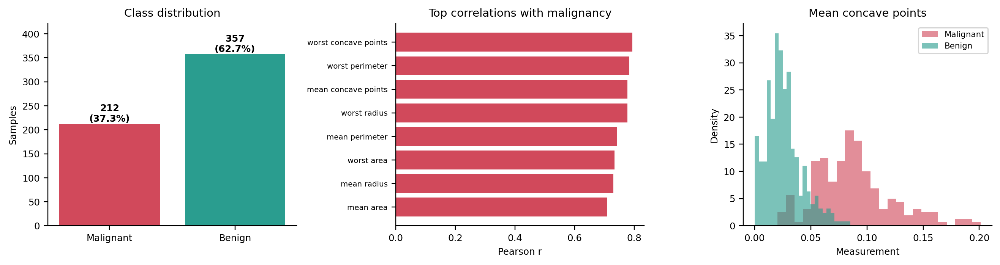 Class distribution
Samples
400
350
300
250
200
150
100
50
0
212
(37.3%)
357
(62.7%)
Malignant
Benign
Top correlations with malignancy
worst concave points
worst perimeter
mean concave points
worst radius
mean perimeter
worst area
mean radius
mean area
0.0
0.2
0.4
0.6
0.8
Pearson r
Mean concave points
Density
35
30
25
20
15
10
5
0
Malignant
Benign
0.00
0.05
0.10
0.15
0.20
Measurement